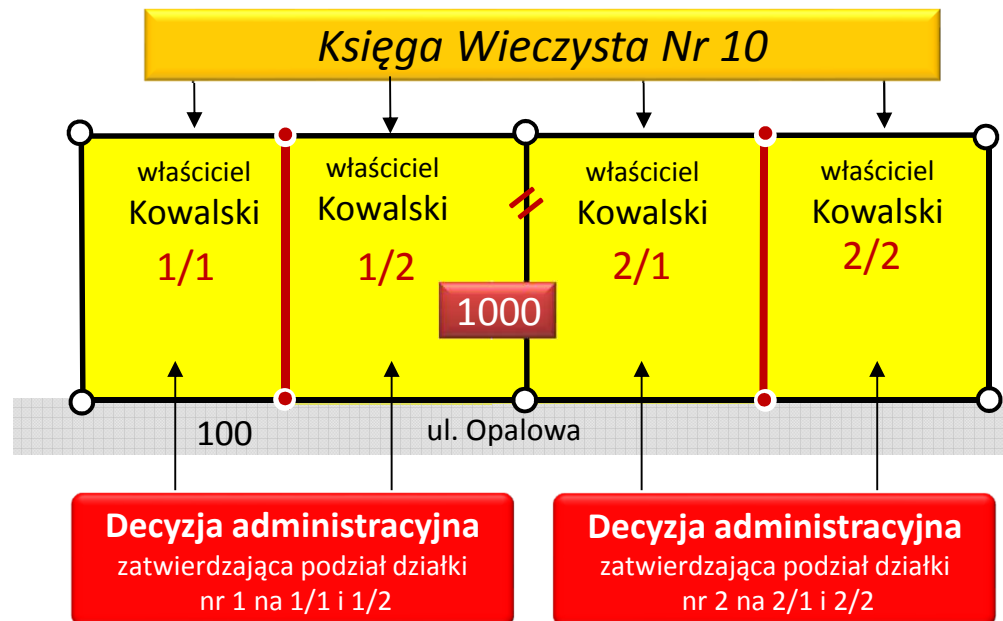 Księga Wieczysta Nr 10
właściciel
Kowalski
1/1
właściciel
Kowalski
1/2
właściciel
Kowalski
2/1
właściciel
Kowalski
2/2
1000
100
ul. Opalowa
Decyzja administracyjna
zatwierdzająca podział działki
nr 1 na 1/1 i 1/2
Decyzja administracyjna
zatwierdzająca podział działki
nr 2 na 2/1 i 2/2